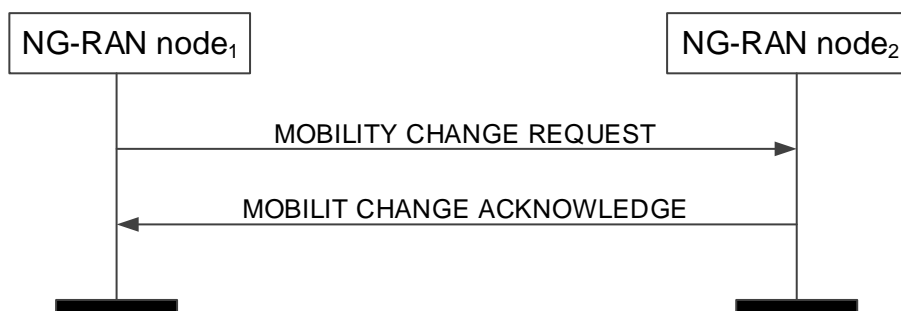 NG-RAN node₁
NG-RAN node₂
MOBILITY CHANGE REQUEST
MOBILIT CHANGE ACKNOWLEDGE